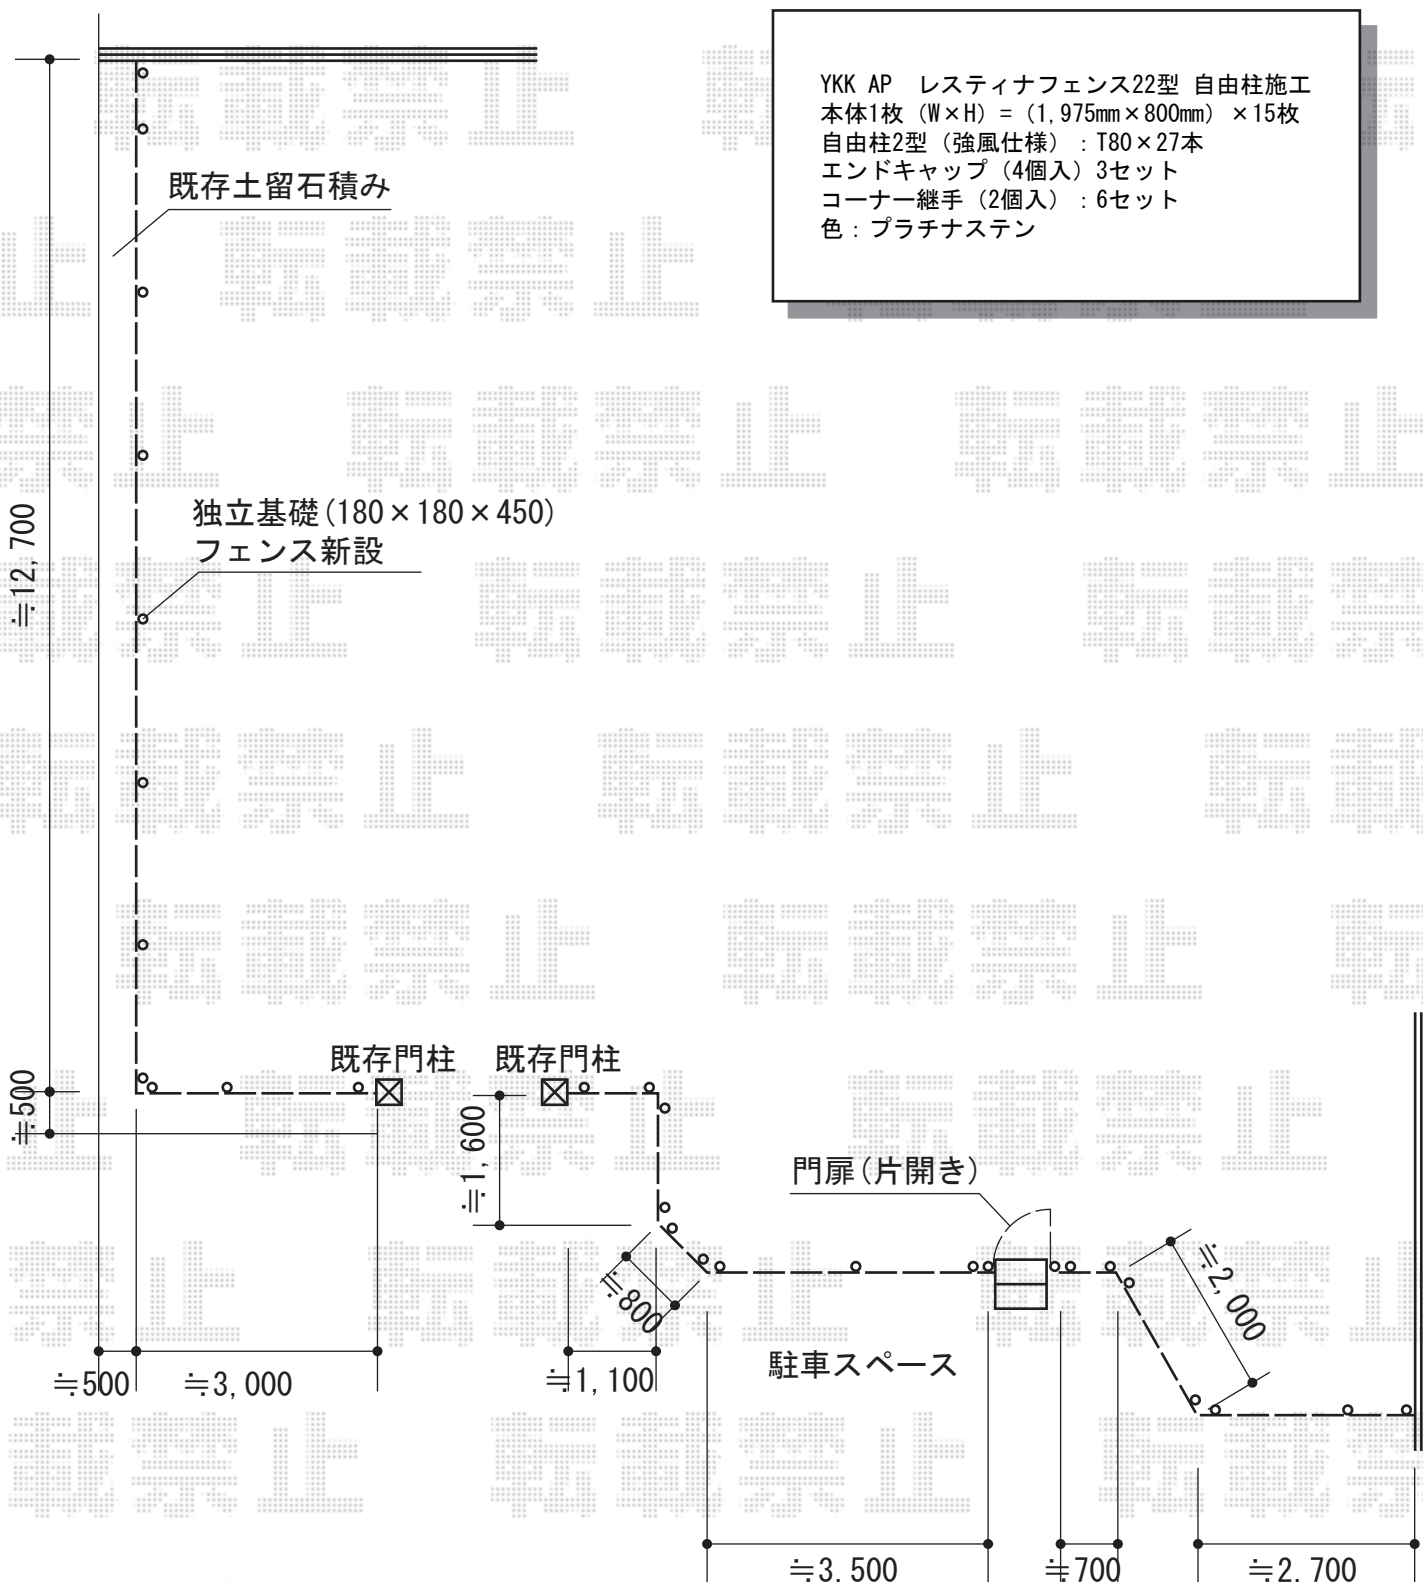 YKK AP レスティナフェンス22型 自由柱施工
本体1枚（W×H）＝（1,975mm×800mm）×15枚
自由柱2型（強風仕様）：T80×27本
エンドキャップ（4個入）3セット
コーナー継手（2個入）：6セット
色：プラチナステン
既存土留石積み
独立基礎(180×180×450)
フェンス新設
≒12,700
≒500
既存門柱
既存門柱
≒1,600
門扉(片開き)
≒800
≒2,000
駐車スペース
≒500
≒3,000
≒1,100
≒3,500
≒700
≒2,700
転載禁止